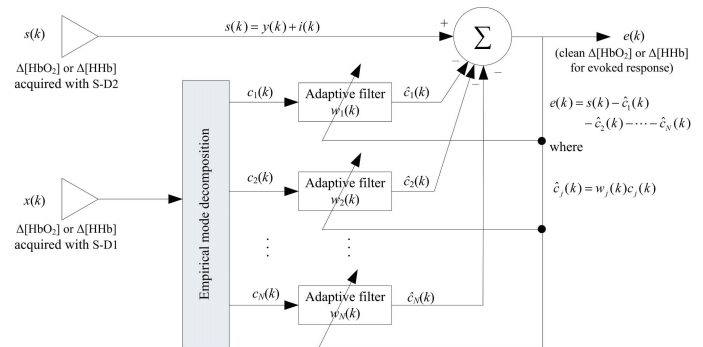 s(k)
s(k) = y(k) + i(k)
+
Σ
−
−
−
e(k)
(clean Δ[HbO₂] or Δ[HHb]
for evoked response)
Δ[HbO₂] or Δ[HHb]
acquired with S-D2
c₁(k)
Adaptive filter
w₁(k)
ĉ₁(k)
e(k) = s(k) − ĉ₁(k)
− ĉ₂(k) − ⋯ − ĉN(k)
where
x(k)
Δ[HbO₂] or Δ[HHb]
acquired with S-D1
Empirical mode decomposition
c₂(k)
Adaptive filter
w₂(k)
ĉ₂(k)
ĉj(k) = wj(k)cj(k)
⋮
⋮
cN(k)
Adaptive filter
wN(k)
ĉN(k)